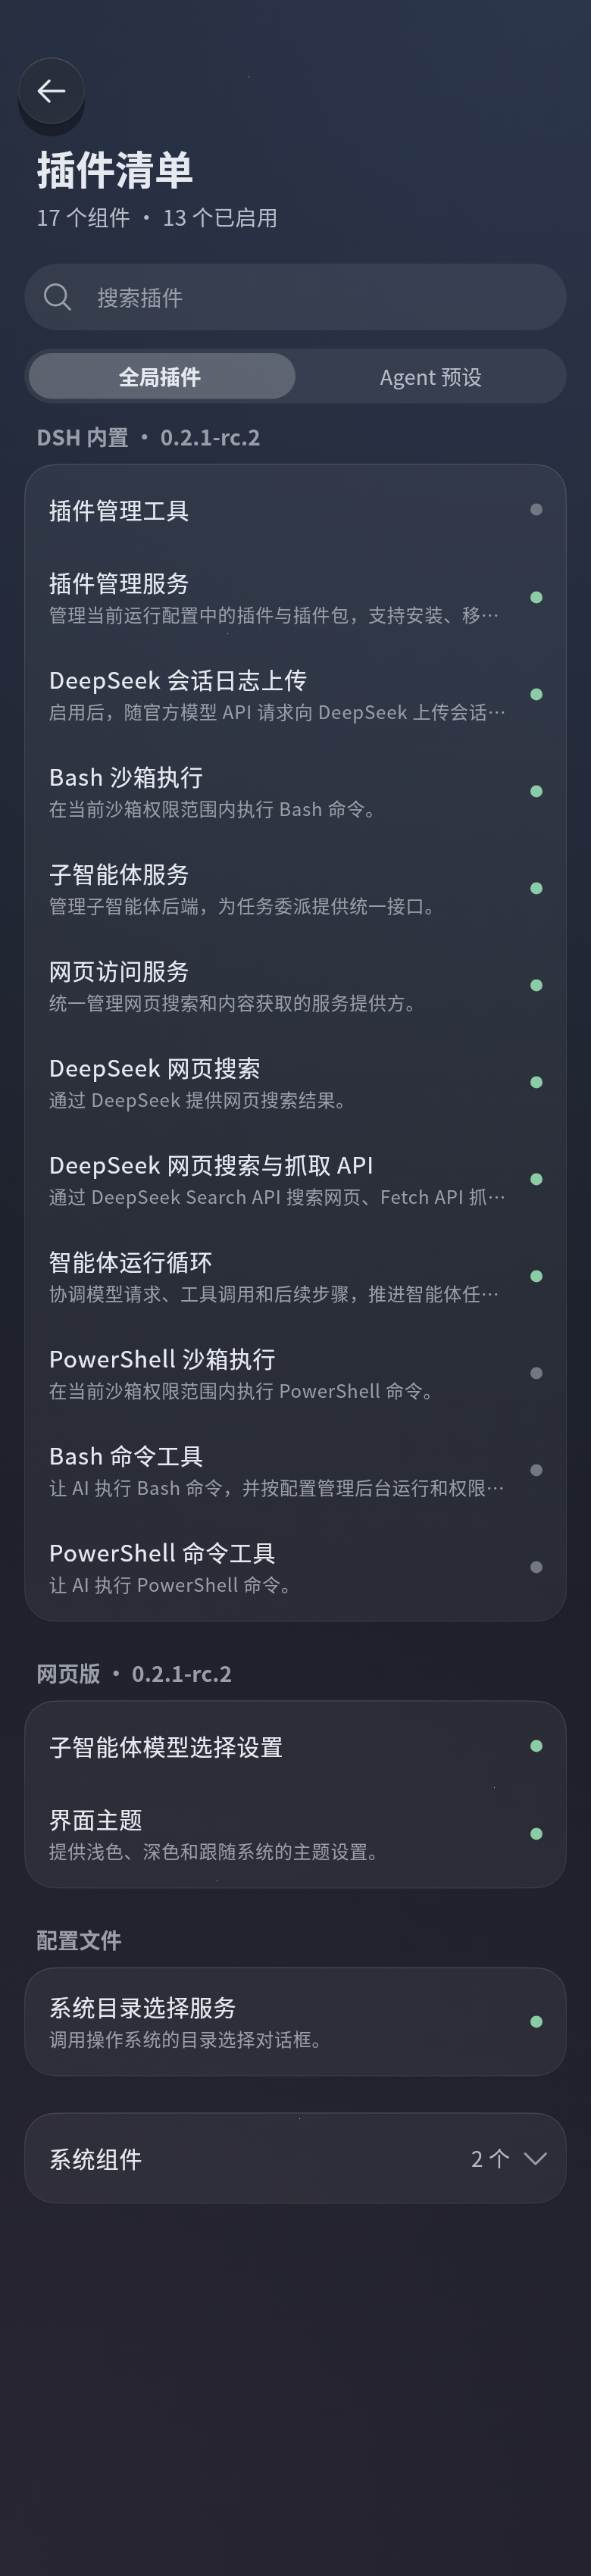 插件清单
17 个组件 · 13 个已启用
搜索插件
全局插件
Agent 预设
DSH 内置 · 0.2.1-rc.2
插件管理工具
插件管理服务
管理当前运行配置中的插件与插件包，支持安装、移…
DeepSeek 会话日志上传
启用后，随官方模型 API 请求向 DeepSeek 上传会话…
Bash 沙箱执行
在当前沙箱权限范围内执行 Bash 命令。
子智能体服务
管理子智能体后端，为任务委派提供统一接口。
网页访问服务
统一管理网页搜索和内容获取的服务提供方。
DeepSeek 网页搜索
通过 DeepSeek 提供网页搜索结果。
DeepSeek 网页搜索与抓取 API
通过 DeepSeek Search API 搜索网页、Fetch API 抓…
智能体运行循环
协调模型请求、工具调用和后续步骤，推进智能体任…
PowerShell 沙箱执行
在当前沙箱权限范围内执行 PowerShell 命令。
Bash 命令工具
让 AI 执行 Bash 命令，并按配置管理后台运行和权限…
PowerShell 命令工具
让 AI 执行 PowerShell 命令。
网页版 · 0.2.1-rc.2
子智能体模型选择设置
界面主题
提供浅色、深色和跟随系统的主题设置。
配置文件
系统目录选择服务
调用操作系统的目录选择对话框。
系统组件
2 个